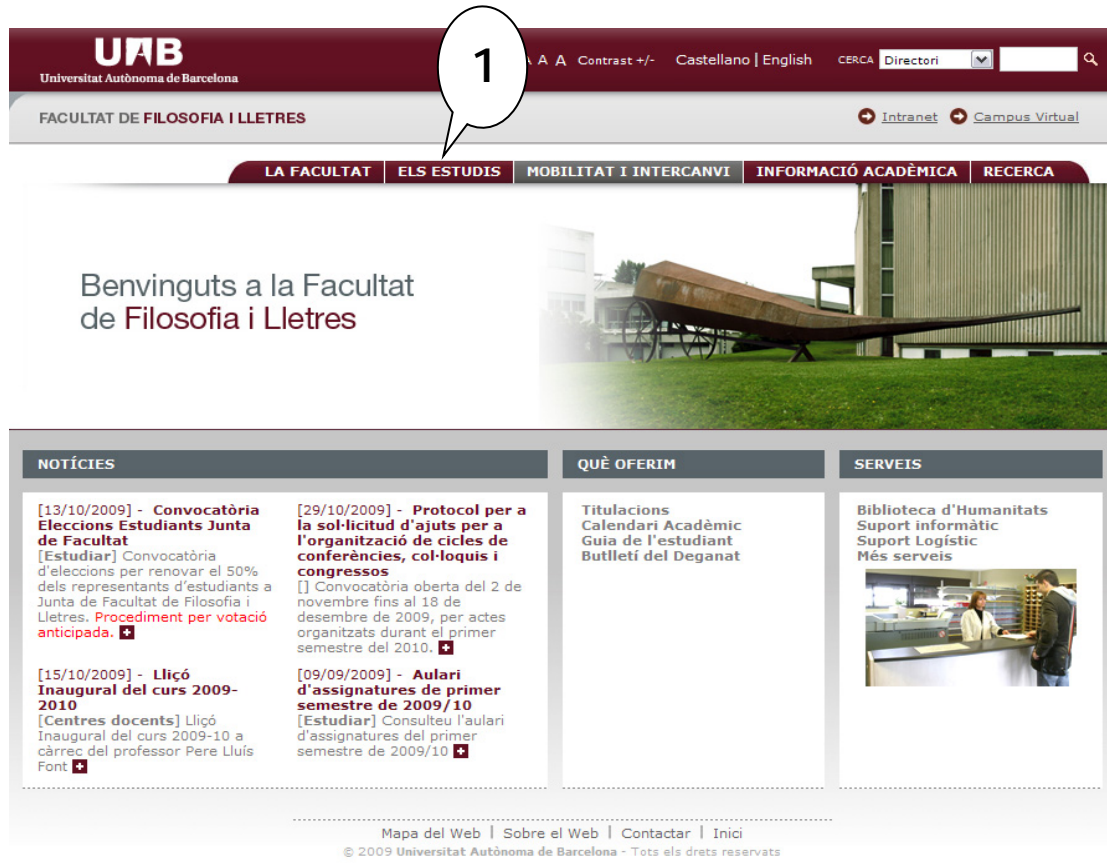 UAB
Universitat Autònoma de Barcelona
1
A A Contrast +/- Castellano | English CERCA Directori
FACULTAT DE FILOSOFIA I LLETRES
Intranet Campus Virtual
LA FACULTAT ELS ESTUDIS MOBILITAT I INTERCANVI INFORMACIÓ ACADÈMICA RECERCA
Benvinguts a la Facultat
de Filosofia i Lletres
NOTÍCIES
[13/10/2009] - Convocatòria
Eleccions Estudiants Junta
de Facultat
[Estudiar] Convocatòria
d'eleccions per renovar el 50%
dels representants d'estudiants a
Junta de Facultat de Filosofia i
Lletres. Procediment per votació
anticipada.
[29/10/2009] - Protocol per a
la sol·licitud d'ajuts per a
l'organització de cicles de
conferències, col·loquis i
congressos
[] Convocatòria oberta del 2 de
novembre fins al 18 de
desembre de 2009, per actes
organitzats durant el primer
semestre del 2010.
[15/10/2009] - Lliçó
Inaugural del curs 2009-
2010
[Centres docents] Lliçó
Inaugural del curs 2009-10 a
càrrec del professor Pere Lluís
Font
[09/09/2009] - Aulari
d'assignatures de primer
semestre de 2009/10
[Estudiar] Consulteu l'aulari
d'assignatures del primer
semestre de 2009/10
QUÈ OFERIM
Titulacions
Calendari Acadèmic
Guia de l'estudiant
Butlletí del Deganat
SERVEIS
Biblioteca d'Humanitats
Suport informàtic
Suport Logístic
Més serveis
Mapa del Web | Sobre el Web | Contactar | Inici
© 2009 Universitat Autònoma de Barcelona - Tots els drets reservats